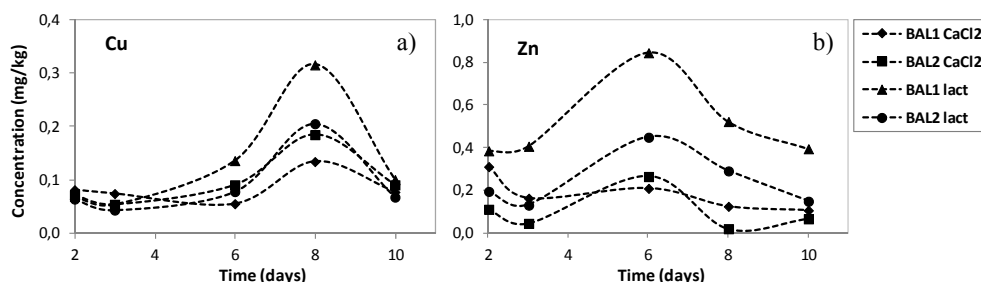 Cu
a)
Concentration (mg/kg)
0,4
0,3
0,2
0,1
0,0
2
4
6
8
10
Time (days)
Zn
b)
1,0
0,8
0,6
0,4
0,2
0,0
2
4
6
8
10
Time (days)
BAL1 CaCl2
BAL2 CaCl2
BAL1 lact
BAL2 lact